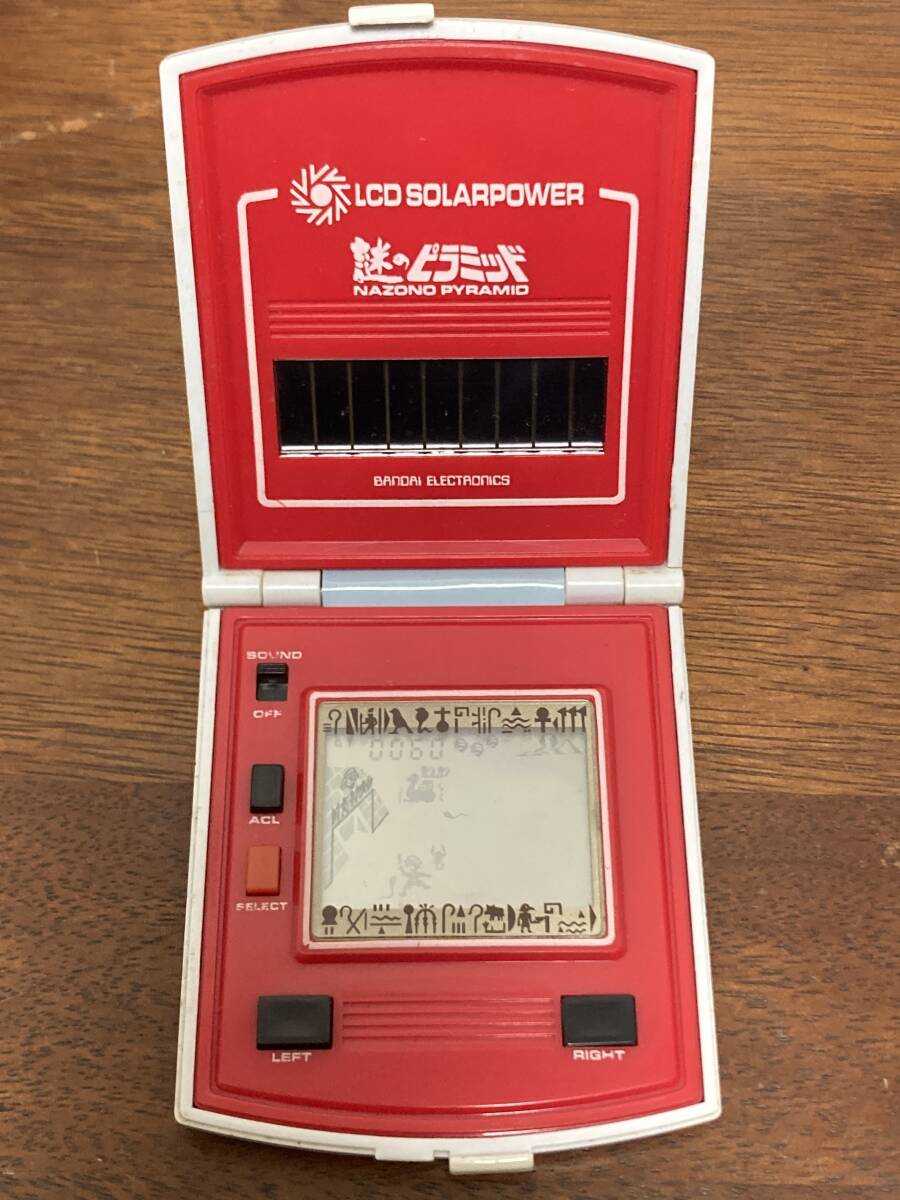 LCD SOLARPOWER
謎のピラミッド
NAZONO PYRAMID
BANDAI ELECTRONICS
SOUND
OFF
0060
ACL
SELECT
LEFT
RIGHT